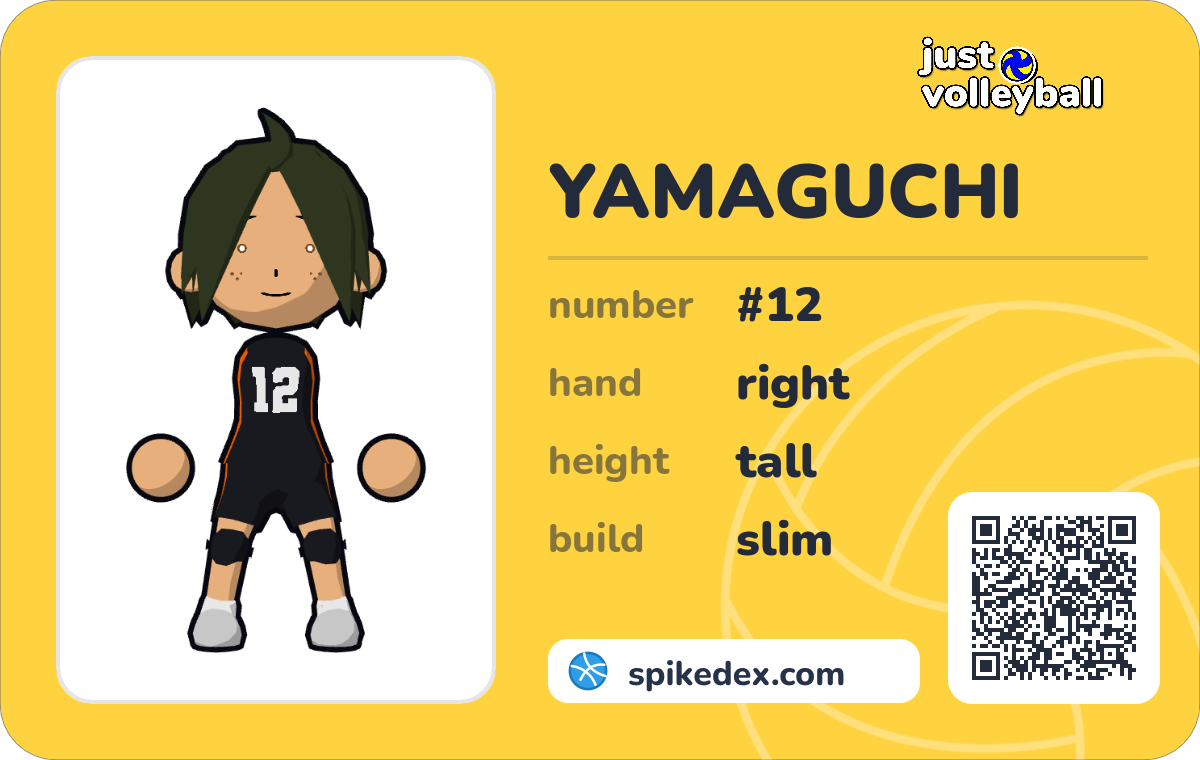 just
volleyball
YAMAGUCHI
number #12
hand right
height tall
build slim
12
spikedex.com